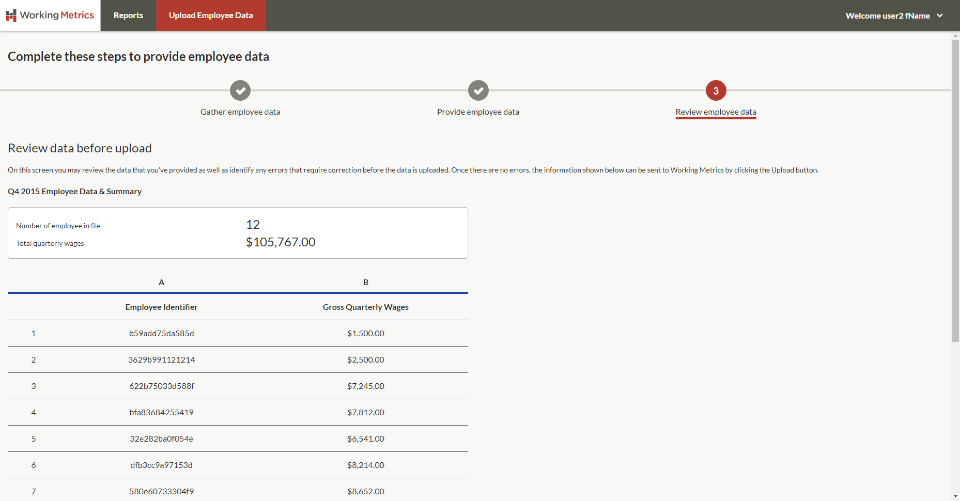 Working Metrics Reports Upload Employee Data Welcome user2 fName
Complete these steps to provide employee data
3
Gather employee data Provide employee data Review employee data
Review data before upload
On this screen you may review the data that you've provided as well as identify any errors that require correction before the data is uploaded. Once there are no errors, the information shown below can be sent to Working Metrics by clicking the Upload button.
Q4 2015 Employee Data & Summary
Number of employee in file 12
Total quarterly wages $105,767.00
A B
Employee Identifier Gross Quarterly Wages
1 b59add75da585d $1,500.00
2 3629b991121214 $2,500.00
3 622b75033d588f $7,245.00
4 bfa83684255419 $7,812.00
5 32e282ba0f054e $6,541.00
6 dfb3cc9a97153d $8,214.00
7 580e60733304f9 $8,652.00